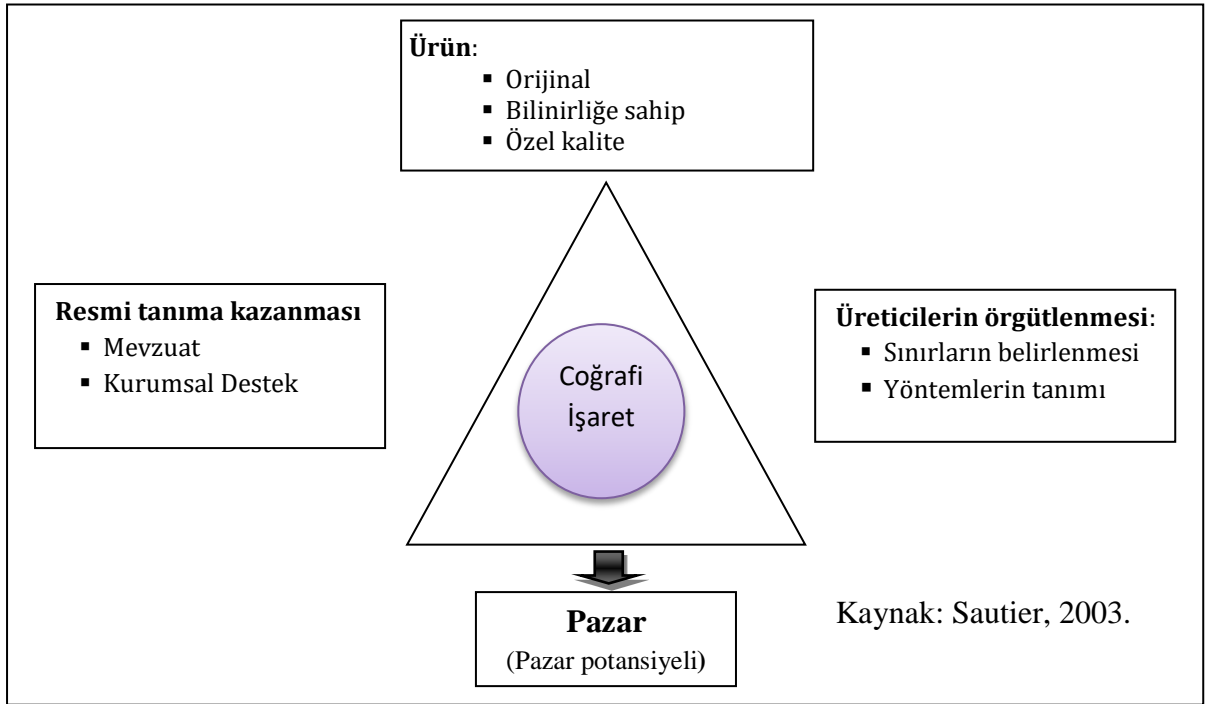 Ürün:
▪ Orijinal
▪ Bilinirliğe sahip
▪ Özel kalite
Resmi tanıma kazanması
▪ Mevzuat
▪ Kurumsal Destek
Coğrafi
İşaret
Üreticilerin örgütlenmesi:
▪ Sınırların belirlenmesi
▪ Yöntemlerin tanımı
Pazar
(Pazar potansiyeli)
Kaynak: Sautier, 2003.